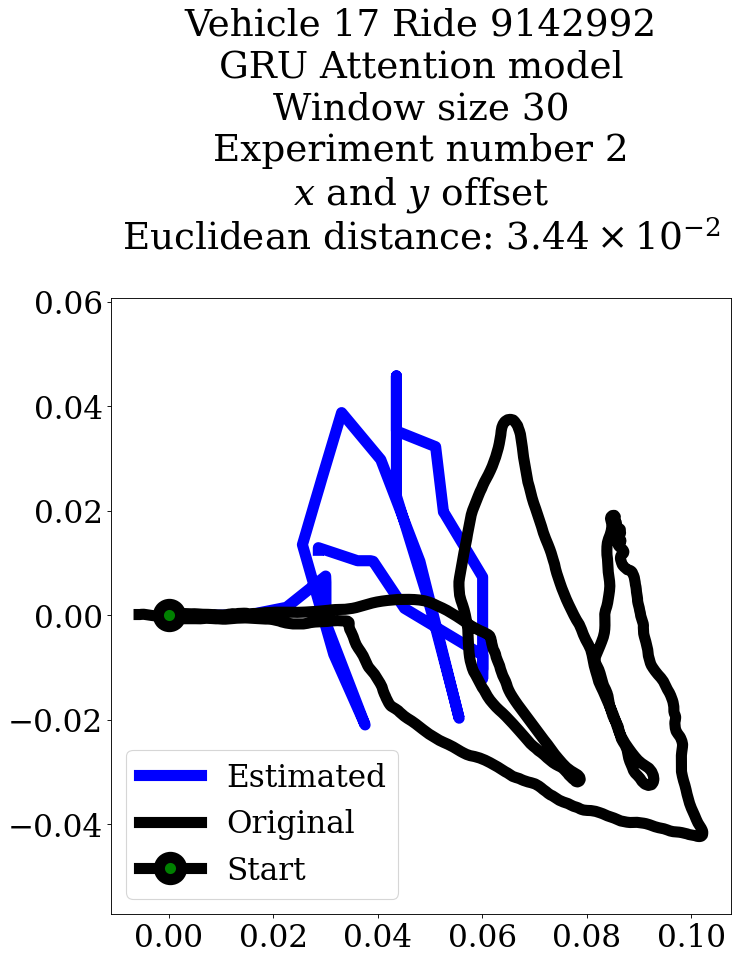 Vehicle 17 Ride 9142992
GRU Attention model
Window size 30
Experiment number 2
x and y offset
Euclidean distance: 3.44 × 10⁻²
0.06
0.04
0.02
0.00
−0.02
−0.04
Estimated
Original
Start
0.00 0.02 0.04 0.06 0.08 0.10